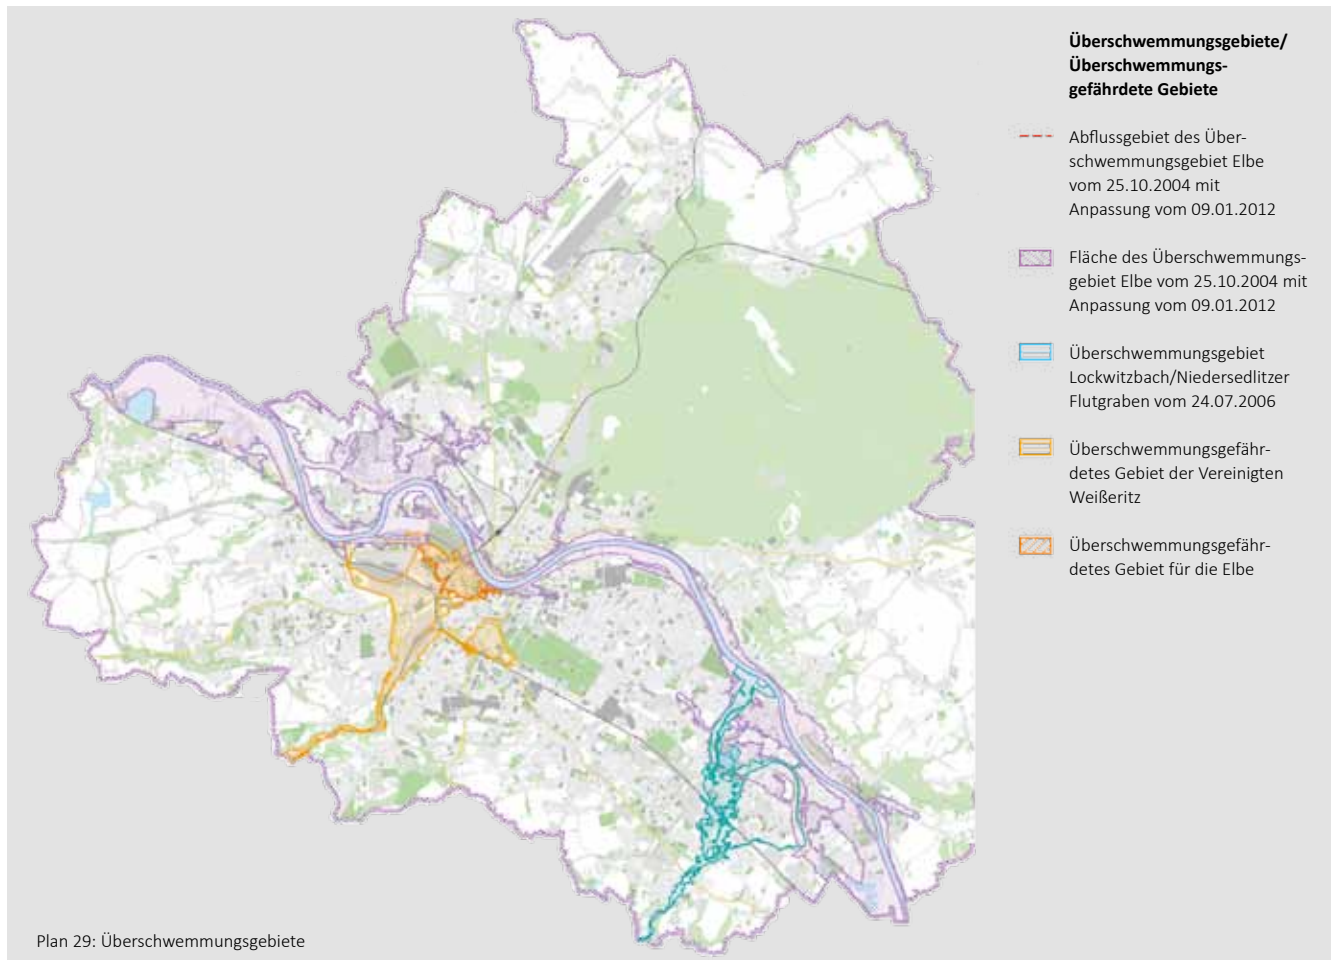 Überschwemmungsgebiete/
Überschwemmungs-
gefährdete Gebiete
Abflussgebiet des Über-
schwemmungsgebiet Elbe
vom 25.10.2004 mit
Anpassung vom 09.01.2012
Fläche des Überschwemmungs-
gebiet Elbe vom 25.10.2004 mit
Anpassung vom 09.01.2012
Überschwemmungsgebiet
Lockwitzbach/Niedersedlitzer
Flutgraben vom 24.07.2006
Überschwemmungsgefähr-
detes Gebiet der Vereinigten
Weißeritz
Überschwemmungsgefähr-
detes Gebiet für die Elbe
Plan 29: Überschwemmungsgebiete